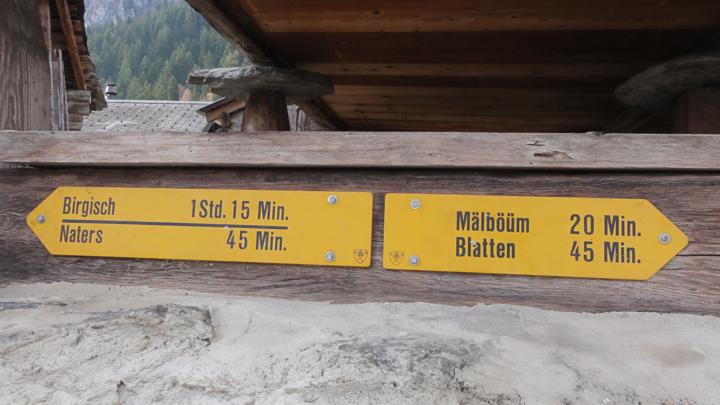 Birgisch 1 Std. 15 Min.
Naters 45 Min.
Mälböüm 20 Min.
Blatten 45 Min.